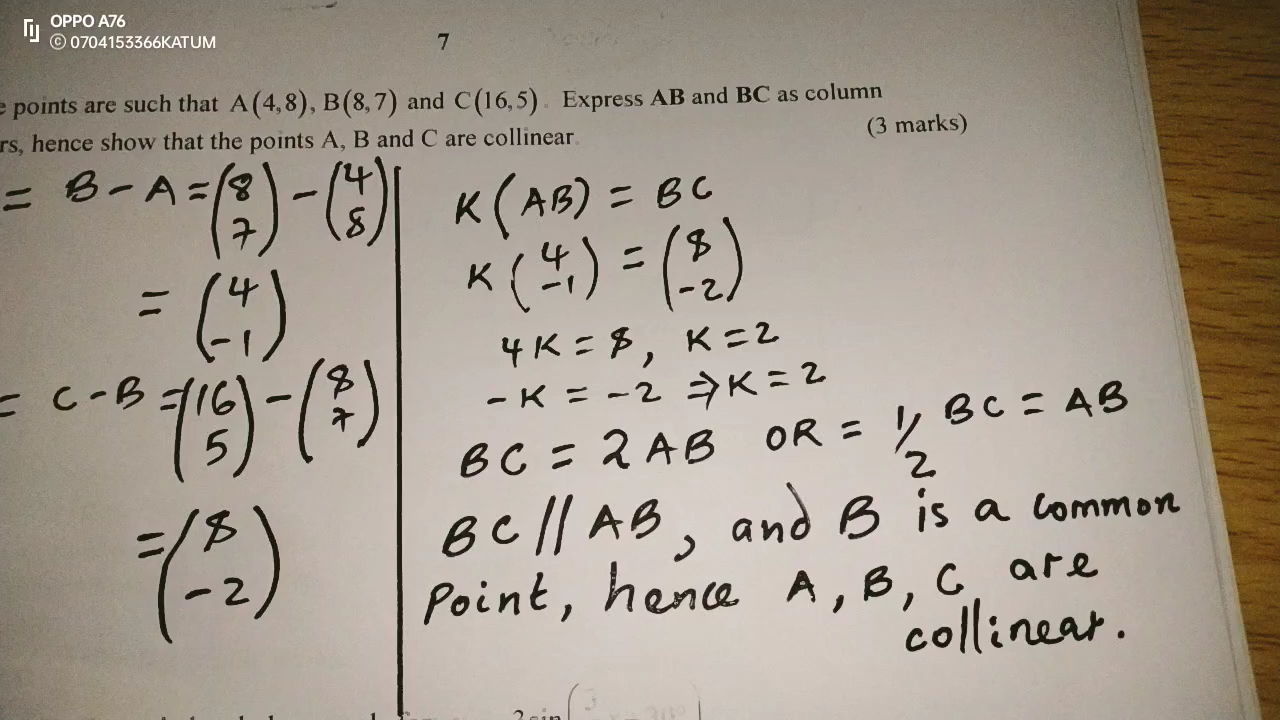 OPPO A76
© 0704153366KATUM
7
points are such that A(4,8), B(8,7) and C(16,5). Express AB and BC as column
rs, hence show that the points A, B and C are collinear.
(3 marks)
= B - A = (8 7) - (4 8)
= (4 -1)
= C - B = (16 5) - (8 7)
= (8 -2)
K(AB) = BC
K(4 -1) = (8 -2)
4K = 8, K = 2
-K = -2 ⇒ K = 2
BC = 2AB OR = 1/2 BC = AB
BC // AB, and B is a common
Point, hence A, B, C are
collinear.